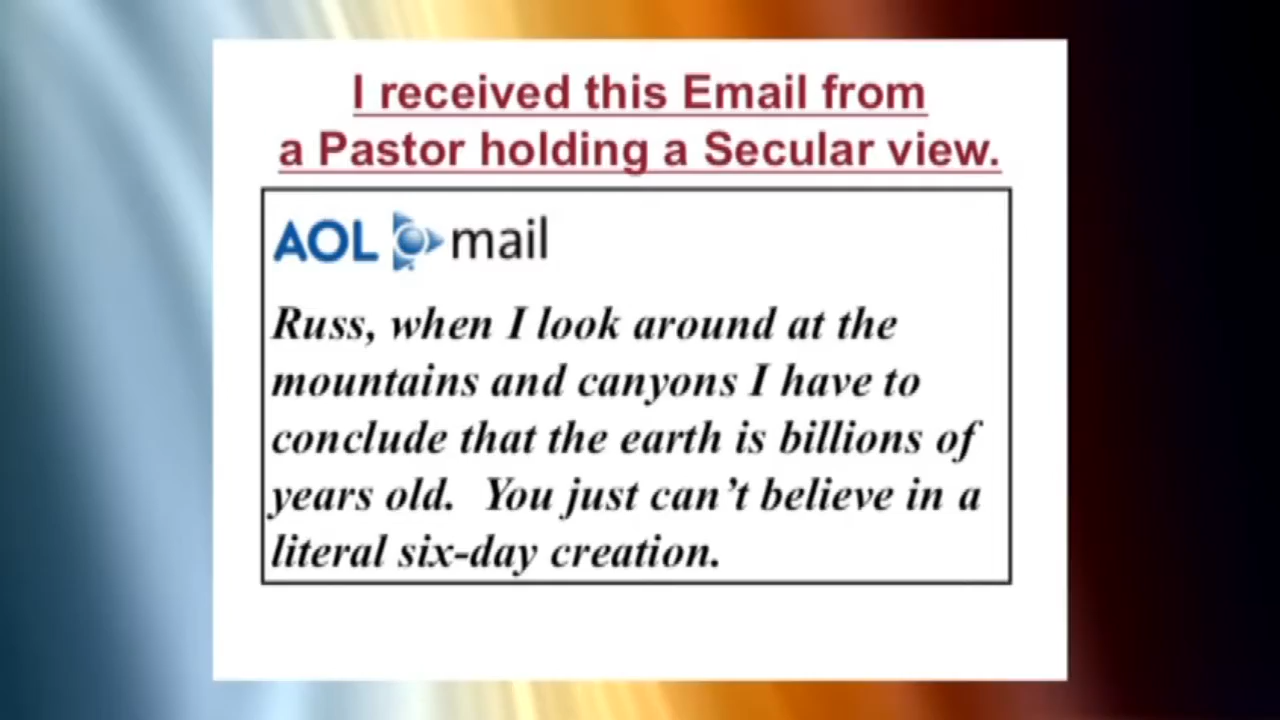 I received this Email from
a Pastor holding a Secular view.
AOL mail
Russ, when I look around at the
mountains and canyons I have to
conclude that the earth is billions of
years old.  You just can’t believe in a
literal six-day creation.